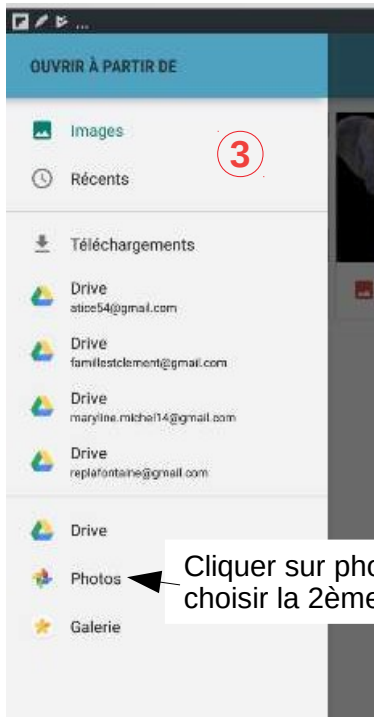 OUVRIR À PARTIR DE
Images
3
Récents
Téléchargements
Drive
atice54@gmail.com
Drive
famillestclement@gmail.com
Drive
maryline.michel14@gmail.com
Drive
replafontaine@gmail.com
Drive
Cliquer sur pho
Photos
choisir la 2ème
Galerie